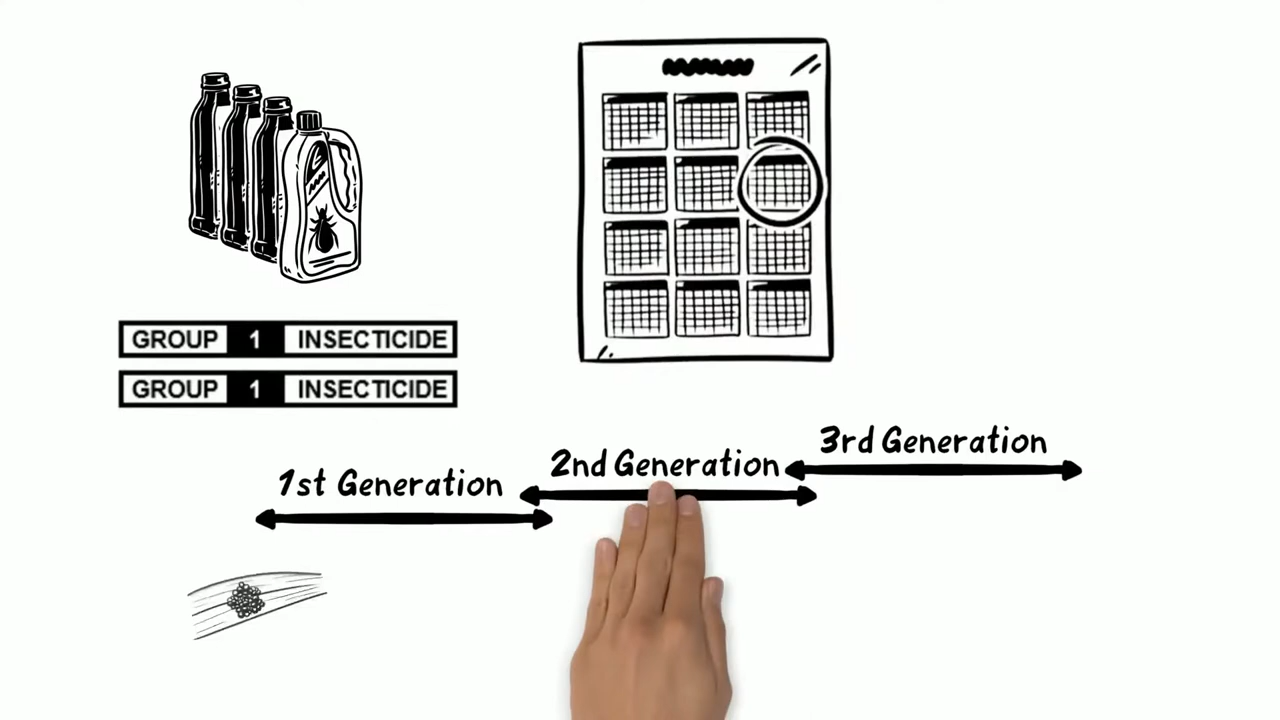 GROUP 1 INSECTICIDE
GROUP 1 INSECTICIDE
1st Generation
2nd Generation
3rd Generation